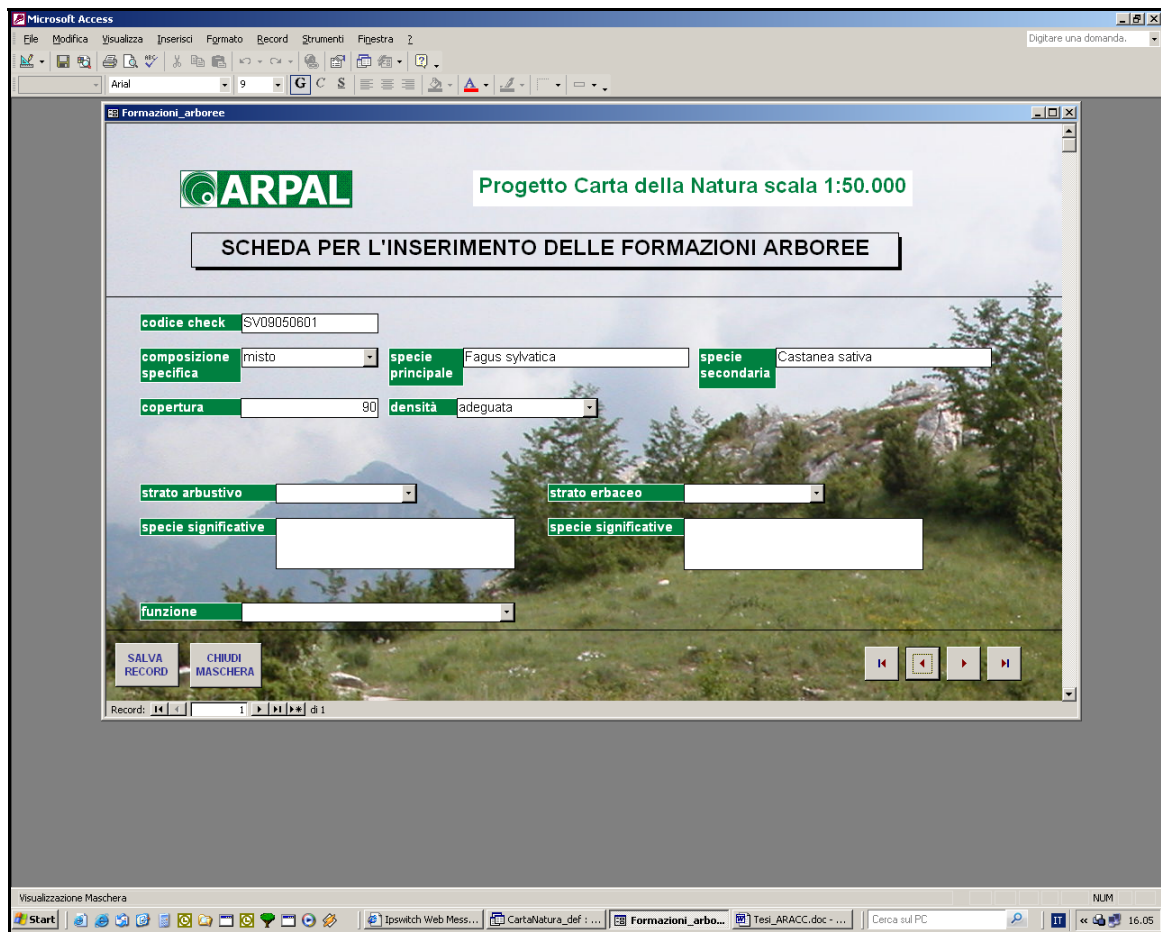 Microsoft Access
File Modifica Visualizza Inserisci Formato Record Strumenti Finestra ?
Digitare una domanda.
Arial 9 G C S
Formazioni_arboree
ARPAL
Progetto Carta della Natura scala 1:50.000
SCHEDA PER L'INSERIMENTO DELLE FORMAZIONI ARBOREE
codice check SV09050601
composizione specifica misto specie principale Fagus sylvatica specie secondaria Castanea sativa
copertura 90 densità adeguata
strato arbustivo strato erbaceo
specie significative specie significative
funzione
SALVA RECORD CHIUDI MASCHERA
Record: 1 di 1
Visualizzazione Maschera NUM
Start Ipswitch Web Mess... CartaNatura_def : ... Formazioni_arbo... Tesi_ARACC.doc - ... Cerca sul PC IT « 16.05